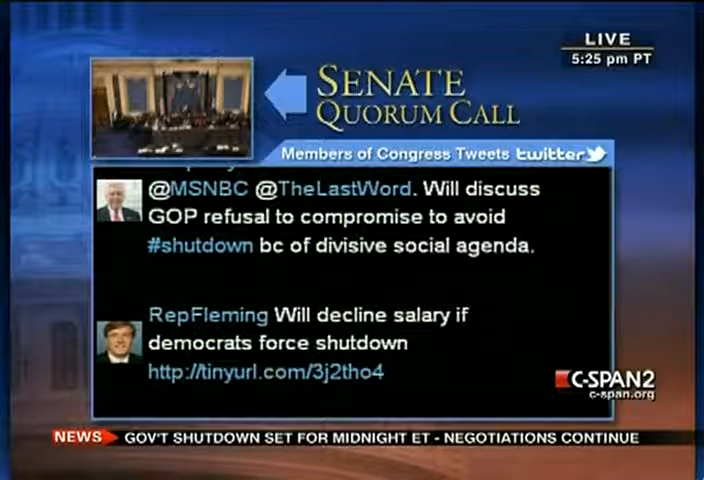 LIVE
5:25 pm PT
SENATE
QUORUM CALL
Members of Congress Tweets twitter
@MSNBC @TheLastWord. Will discuss
GOP refusal to compromise to avoid
#shutdown bc of divisive social agenda.
RepFleming Will decline salary if
democrats force shutdown
http://tinyurl.com/3j2tho4
C-SPAN2
c-span.org
NEWS GOV'T SHUTDOWN SET FOR MIDNIGHT ET - NEGOTIATIONS CONTINUE